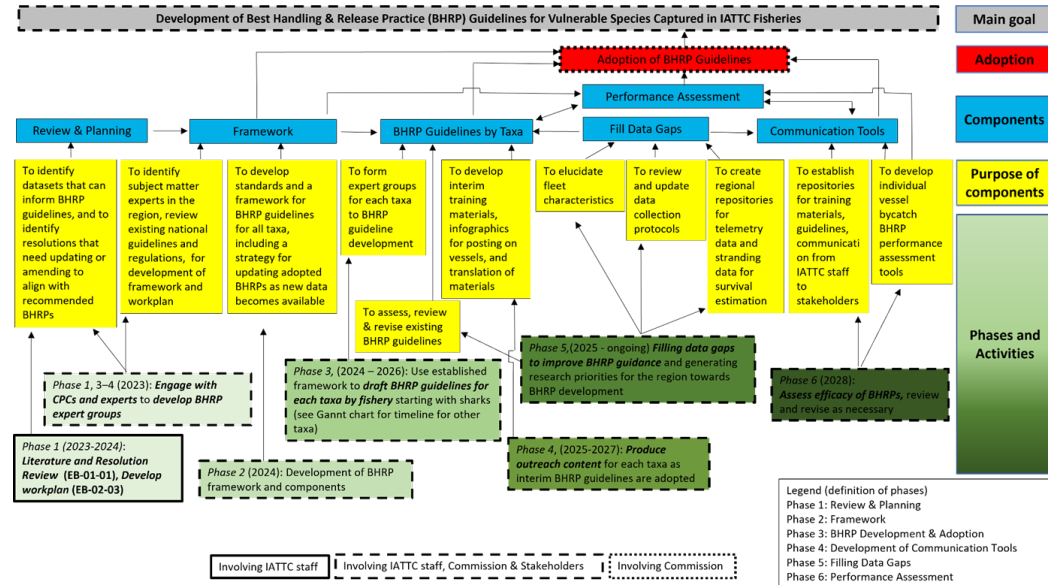 Development of Best Handling & Release Practice (BHRP) Guidelines for Vulnerable Species Captured in IATTC Fisheries
Main goal
Adoption of BHRP Guidelines
Adoption
Performance Assessment
Components
Review & Planning
Framework
BHRP Guidelines by Taxa
Fill Data Gaps
Communication Tools
Purpose of
components
To identify
datasets that can
inform BHRP
guidelines, and to
identify
resolutions that
need updating or
amending to
align with
recommended
BHRPs
To identify
subject matter
experts in the
region, review
existing national
guidelines and
regulations, for
development of
framework and
workplan
To develop
standards and a
framework for
BHRP guidelines
for all taxa,
including a
strategy for
updating adopted
BHRPs as new data
becomes available
To form
expert groups
for each taxa
to BHRP
guideline
development
To assess, review
& revise existing
BHRP guidelines
To develop
interim
training
materials,
infographics
for posting on
vessels, and
translation of
materials
To elucidate
fleet
characteristics
To review
and update
data
collection
protocols
To create
regional
repositories
for
telemetry
data and
stranding
data for
survival
estimation
To establish
repositories
for training
materials,
guidelines,
communicati
on from IATTC
staff
to
stakeholders
To develop
individual
vessel
bycatch
BHRP
performance
assessment
tools
Phases and
Activities
Phase 1, 3–4 (2023): Engage with
CPCs and experts to develop BHRP
expert groups
Phase 1 (2023-2024):
Literature and Resolution
Review (EB-01-01), Develop
workplan (EB-02-03)
Phase 2 (2024): Development of BHRP
framework and components
Phase 3, (2024 – 2026): Use established
framework to draft BHRP guidelines for
each taxa by fishery starting with sharks
(see Gannt chart for timeline for other
taxa)
Phase 5,(2025 - ongoing) Filling data gaps
to improve BHRP guidance and generating
research priorities for the region towards
BHRP development
Phase 4, (2025-2027): Produce
outreach content for each taxa as
interim BHRP guidelines are adopted
Phase 6 (2028):
Assess efficacy of BHRPs, review
and revise as necessary
Legend (definition of phases)
Phase 1: Review & Planning
Phase 2: Framework
Phase 3: BHRP Development & Adoption
Phase 4: Development of Communication Tools
Phase 5: Filling Data Gaps
Phase 6: Performance Assessment
Involving IATTC staff
Involving IATTC staff, Commission & Stakeholders
Involving Commission